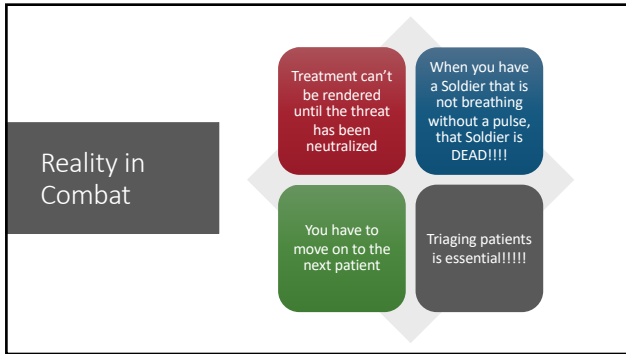 Reality in
Combat
Treatment can't
be rendered
until the threat
has been
neutralized
When you have
a Soldier that is
not breathing
without a pulse,
that Soldier is
DEAD!!!!
You have to
move on to the
next patient
Triaging patients
is essential!!!!!